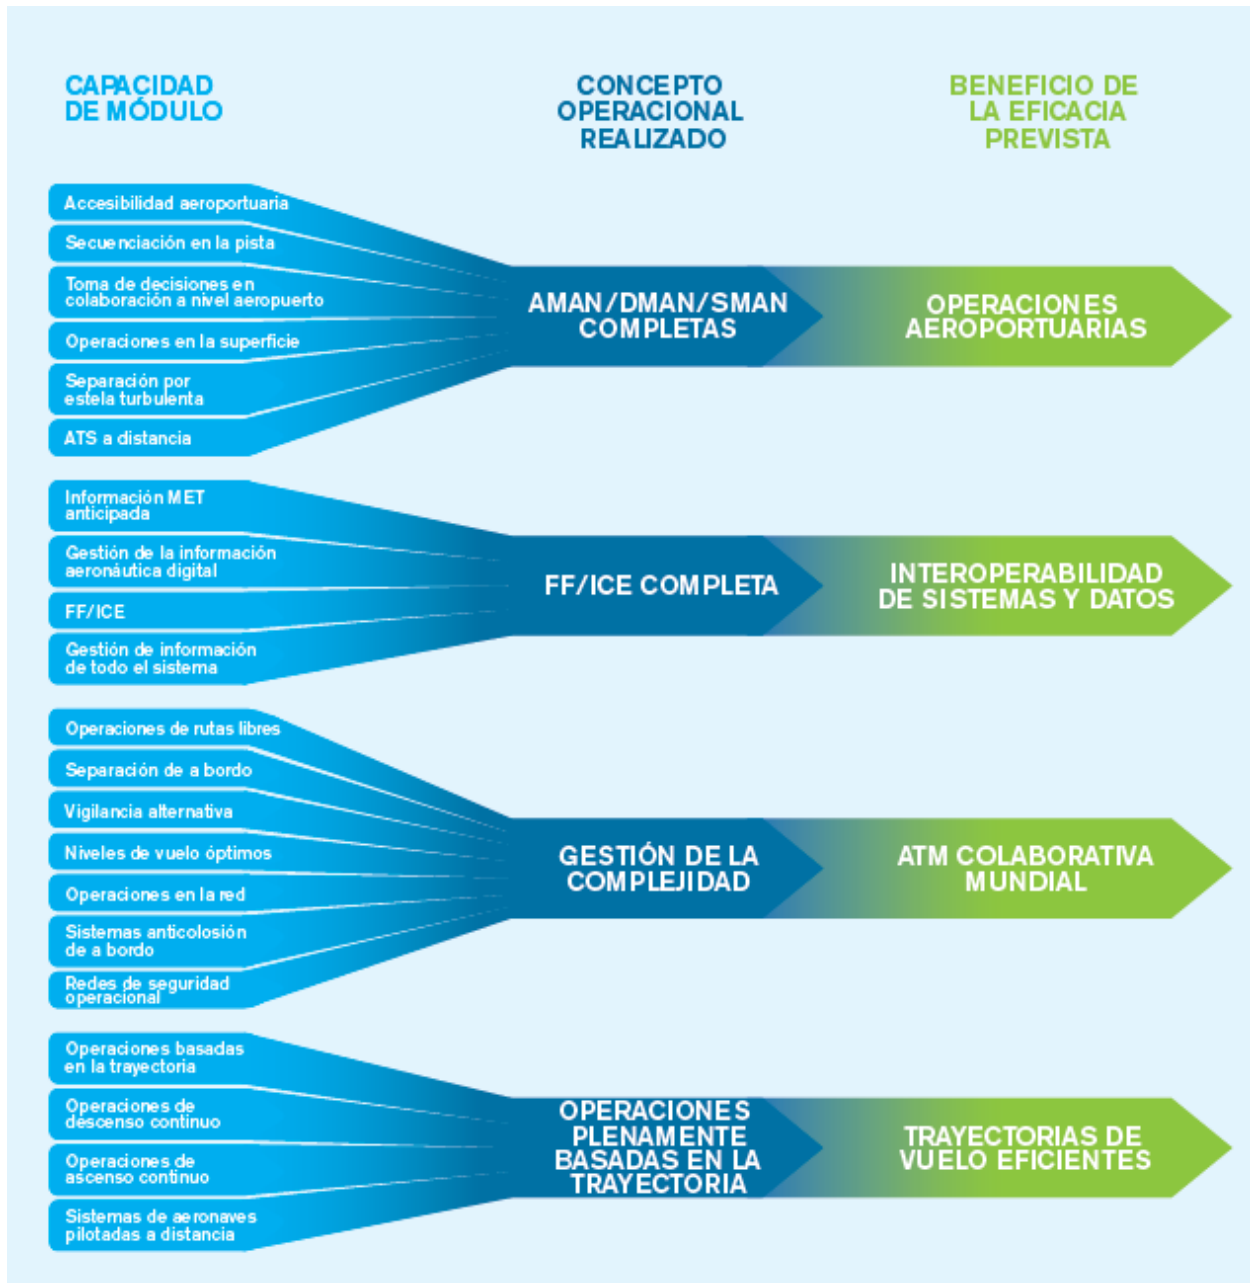 CAPACIDAD
DE MÓDULO
CONCEPTO
OPERACIONAL
REALIZADO
BENEFICIO DE
LA EFICACIA
PREVISTA
Accesibilidad aeroportuaria
Secuenciación en la pista
Toma de decisiones en
colaboración a nivel aeropuerto
Operaciones en la superficie
Separación por
estela turbulenta
ATS a distancia
AMAN/DMAN/SMAN
COMPLETAS
OPERACIONES
AEROPORTUARIAS
Información MET
anticipada
Gestión de la información
aeronáutica digital
FF/ICE
Gestión de información
de todo el sistema
FF/ICE COMPLETA
INTEROPERABILIDAD
DE SISTEMAS Y DATOS
Operaciones de rutas libres
Separación de a bordo
Vigilancia alternativa
Niveles de vuelo óptimos
Operaciones en la red
Sistemas anticolosión
de a bordo
Redes de seguridad
operacional
GESTIÓN DE LA
COMPLEJIDAD
ATM COLABORATIVA
MUNDIAL
Operaciones basadas
en la trayectoria
Operaciones de
descenso continuo
Operaciones de
ascenso continuo
Sistemas de aeronaves
pilotadas a distancia
OPERACIONES
PLENAMENTE
BASADAS EN LA
TRAYECTORIA
TRAYECTORIAS DE
VUELO EFICIENTES